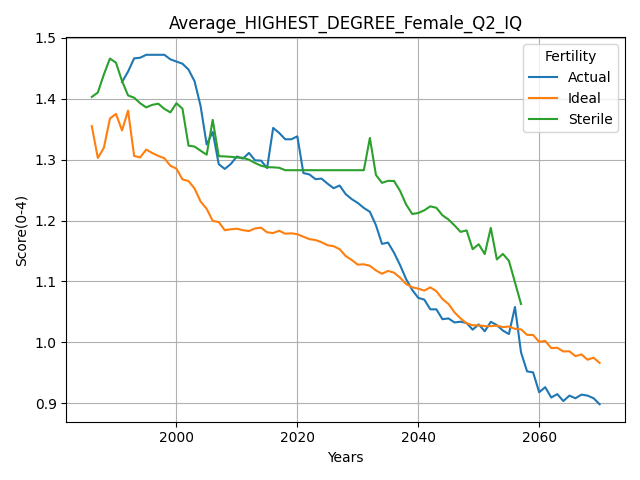 Average_HIGHEST_DEGREE_Female_Q2_IQ
Fertility
Actual
Ideal
Sterile
Score(0-4)
1.5
1.4
1.3
1.2
1.1
1.0
0.9
2000
2020
2040
2060
Years